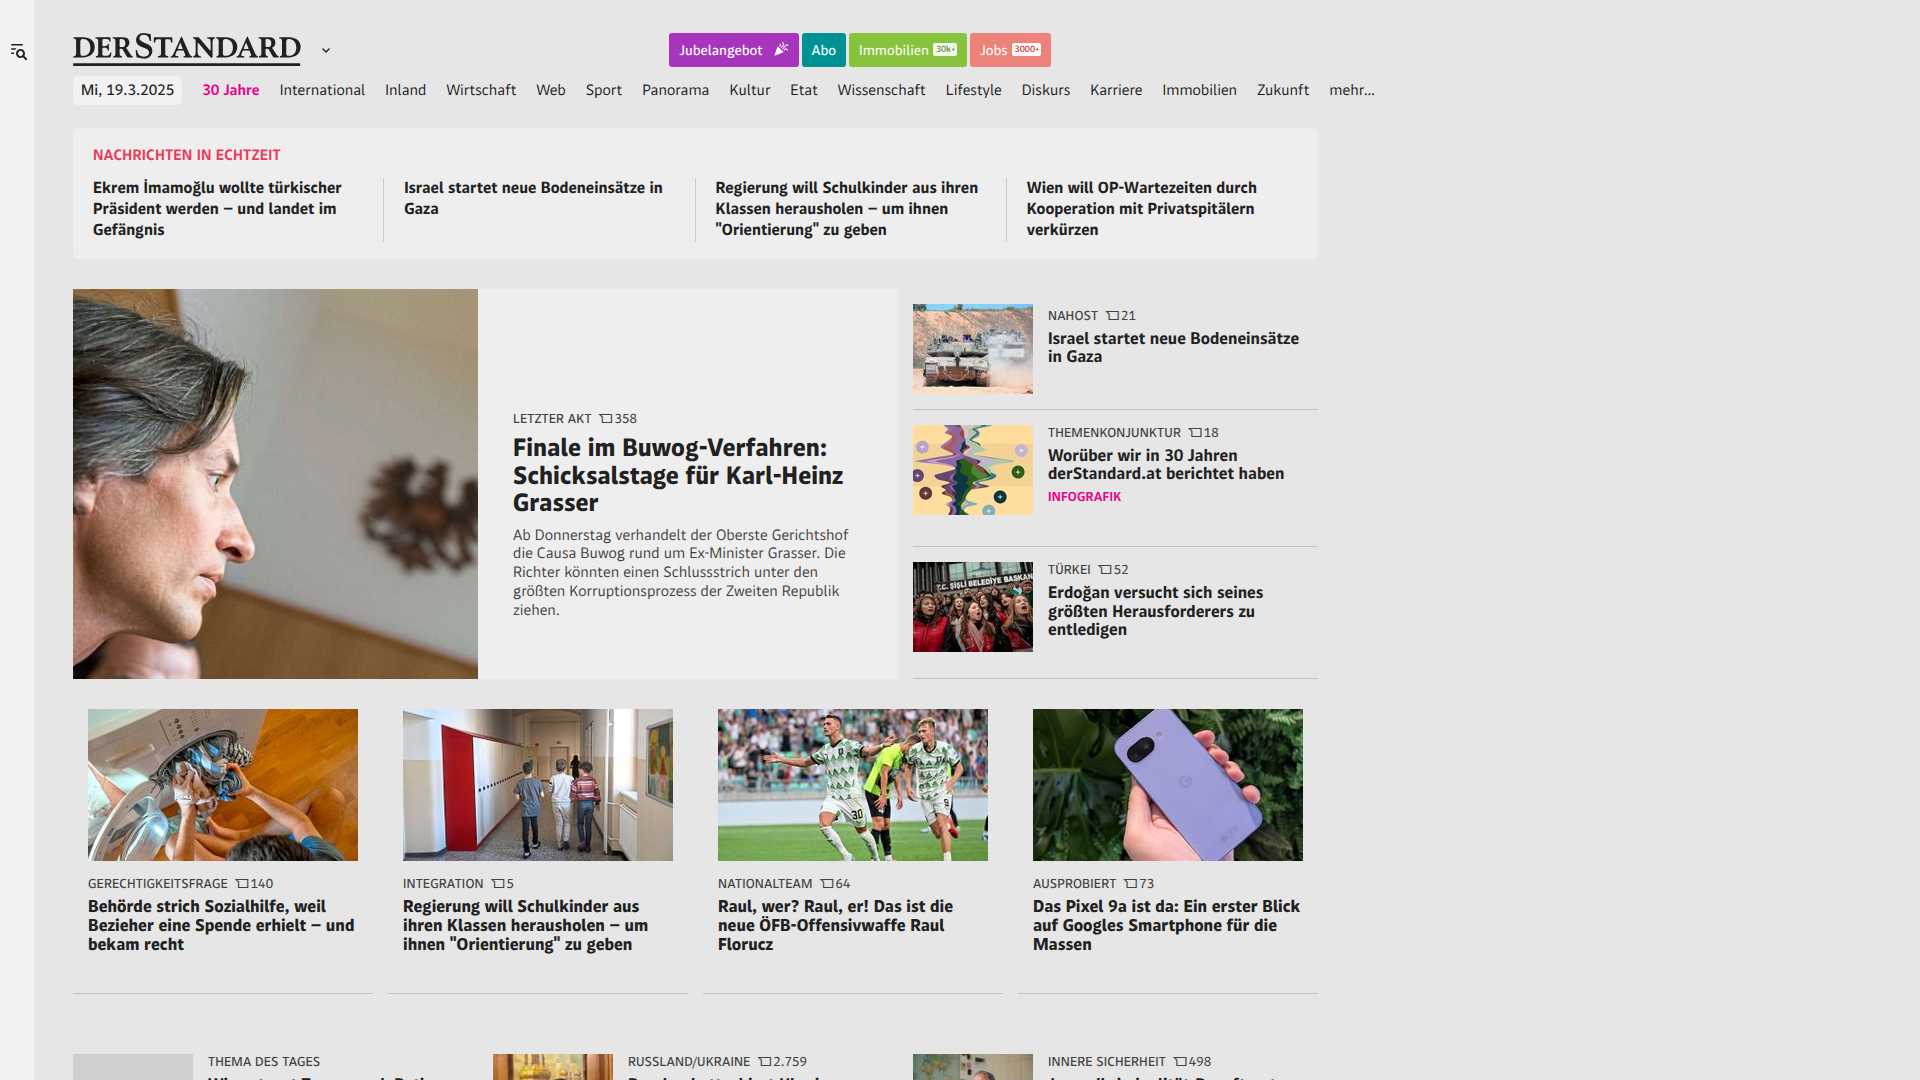 DERSTANDARD
Jubelangebot
Abo
Immobilien 30k+
Jobs 3000+
Mi, 19.3.2025
30 Jahre
International
Inland
Wirtschaft
Web
Sport
Panorama
Kultur
Etat
Wissenschaft
Lifestyle
Diskurs
Karriere
Immobilien
Zukunft
mehr...
NACHRICHTEN IN ECHTZEIT
Ekrem İmamoğlu wollte türkischer
Präsident werden – und landet im
Gefängnis
Israel startet neue Bodeneinsätze in
Gaza
Regierung will Schulkinder aus ihren
Klassen herausholen – um ihnen
"Orientierung" zu geben
Wien will OP-Wartezeiten durch
Kooperation mit Privatspitälern
verkürzen
LETZTER AKT 358
Finale im Buwog-Verfahren:
Schicksalstage für Karl-Heinz
Grasser
Ab Donnerstag verhandelt der Oberste Gerichtshof
die Causa Buwog rund um Ex-Minister Grasser. Die
Richter könnten einen Schlussstrich unter den
größten Korruptionsprozess der Zweiten Republik
ziehen.
NAHOST 21
Israel startet neue Bodeneinsätze
in Gaza
THEMENKONJUNKTUR 18
Worüber wir in 30 Jahren
derStandard.at berichtet haben
INFOGRAFIK
T.C. ŞİŞLİ BELEDİYE BAŞKAN
TÜRKEI 52
Erdoğan versucht sich seines
größten Herausforderers zu
entledigen
GERECHTIGKEITSFRAGE 140
Behörde strich Sozialhilfe, weil
Bezieher eine Spende erhielt – und
bekam recht
INTEGRATION 5
Regierung will Schulkinder aus
ihren Klassen herausholen – um
ihnen "Orientierung" zu geben
30
9
NATIONALTEAM 64
Raul, wer? Raul, er! Das ist die
neue ÖFB-Offensivwaffe Raul
Florucz
AUSPROBIERT 73
Das Pixel 9a ist da: Ein erster Blick
auf Googles Smartphone für die
Massen
THEMA DES TAGES
RUSSLAND/UKRAINE 2.759
INNERE SICHERHEIT 498